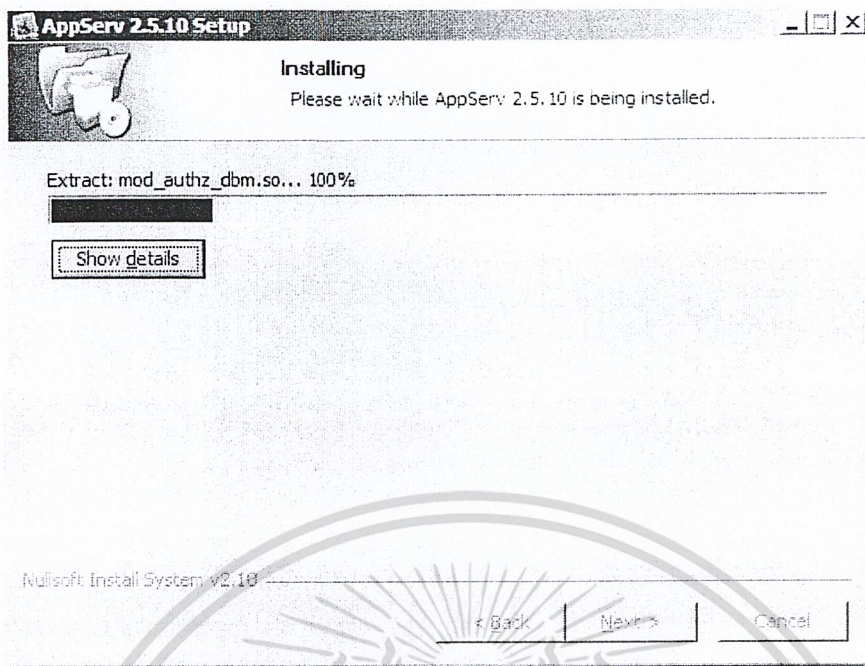 AppServ 2.5.10 Setup
Installing
Please wait while AppServ 2.5.10 is being installed.
Extract: mod_authz_dbm.so... 100%
Show details
Nullsoft Install System v2.18
< Back
Next >
Cancel